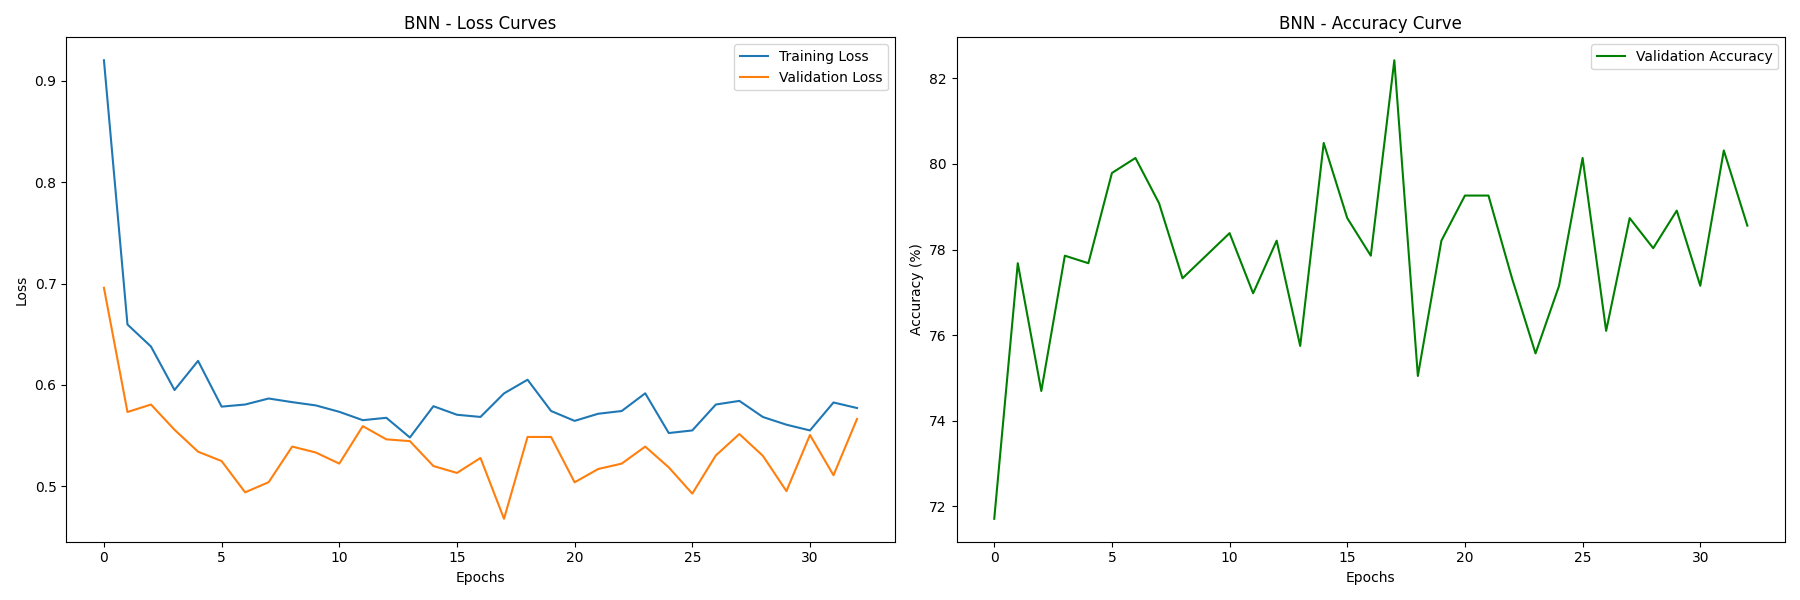 BNN - Loss Curves
Training Loss
Validation Loss
0.9
0.8
0.7
0.6
0.5
Loss
0 5 10 15 20 25 30
Epochs
BNN - Accuracy Curve
Validation Accuracy
82
80
78
76
74
72
Accuracy (%)
0 5 10 15 20 25 30
Epochs